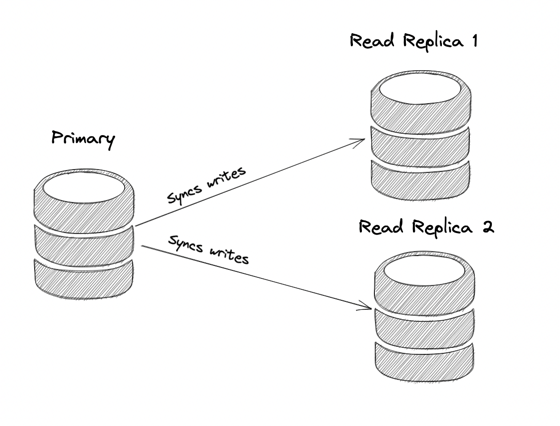 Read Replica 1
Primary
Syncs writes
Read Replica 2
Syncs writes